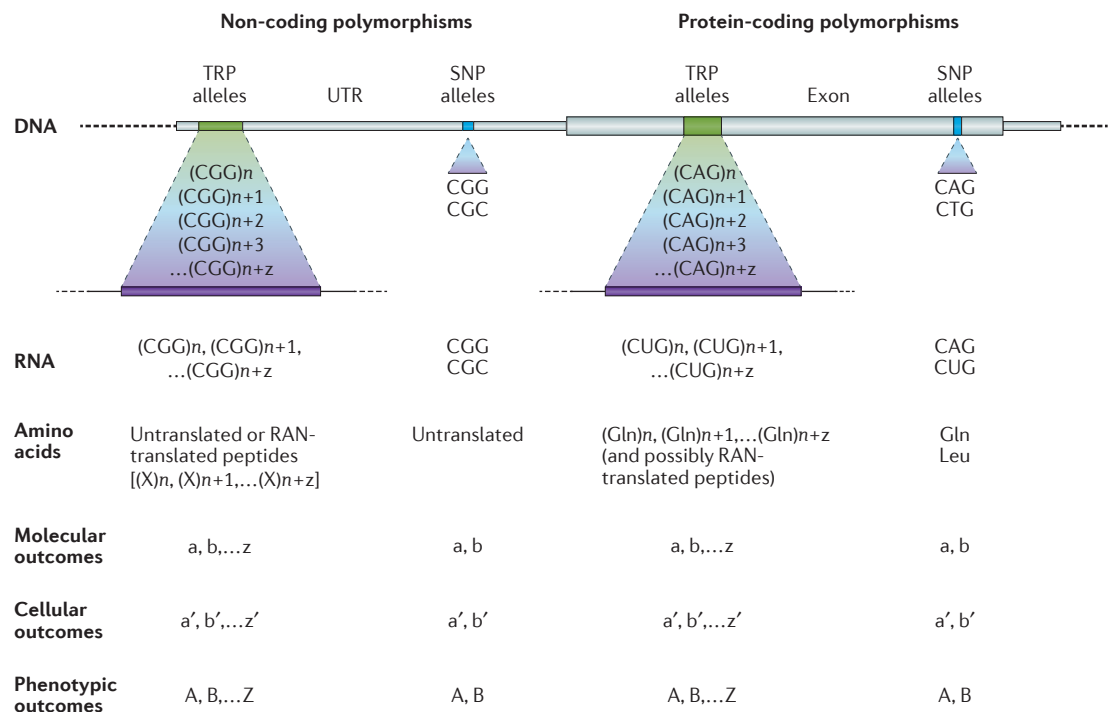 Non-coding polymorphisms
Protein-coding polymorphisms
TRP alleles
UTR
SNP alleles
TRP alleles
Exon
SNP alleles
DNA
(CGG)n
(CGG)n+1
(CGG)n+2
(CGG)n+3
…(CGG)n+z
CGG
CGC
(CAG)n
(CAG)n+1
(CAG)n+2
(CAG)n+3
…(CAG)n+z
CAG
CTG
RNA
(CGG)n, (CGG)n+1,
…(CGG)n+z
CGG
CGC
(CUG)n, (CUG)n+1,
…(CUG)n+z
CAG
CUG
Amino
acids
Untranslated or RAN-
translated peptides
[(X)n, (X)n+1,…(X)n+z]
Untranslated
(Gln)n, (Gln)n+1,…(Gln)n+z
(and possibly RAN-
translated peptides)
Gln
Leu
Molecular
outcomes
a, b,…z
a, b
a, b,…z
a, b
Cellular
outcomes
a′, b′,…z′
a′, b′
a′, b′,…z′
a′, b′
Phenotypic
outcomes
A, B,…Z
A, B
A, B,…Z
A, B